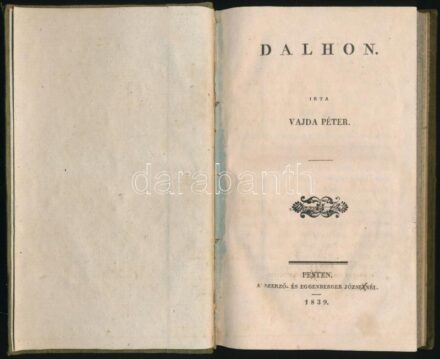 DALHON.
IRTA
VAJDA PÉTER.
PESTEN,
A' SZERZŐ- ÉS EGGENBERGER JÓZSEFNÉL.
1839.
darabanth